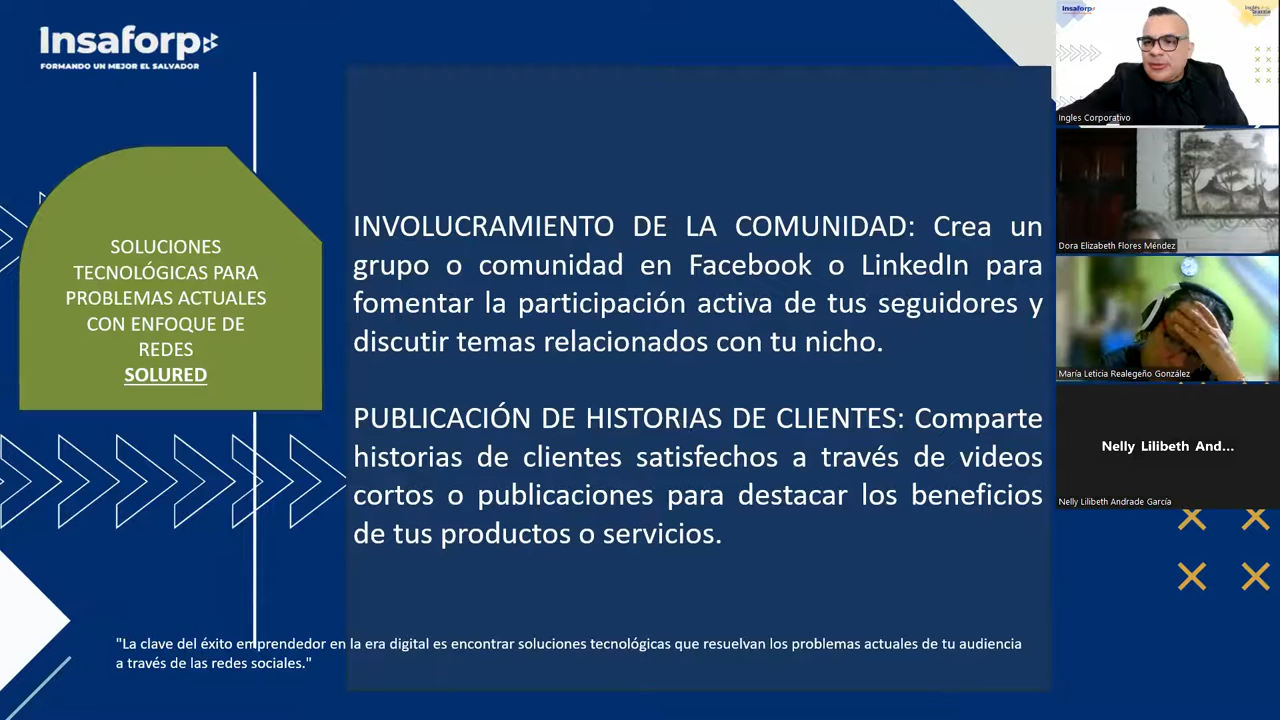 Insaforp
FORMANDO UN MEJOR EL SALVADOR
SOLUCIONES
TECNOLÓGICAS PARA
PROBLEMAS ACTUALES
CON ENFOQUE DE
REDES
SOLURED
INVOLUCRAMIENTO DE LA COMUNIDAD: Crea un
grupo o comunidad en Facebook o LinkedIn para
fomentar la participación activa de tus seguidores y
discutir temas relacionados con tu nicho.
PUBLICACIÓN DE HISTORIAS DE CLIENTES: Comparte
historias de clientes satisfechos a través de videos
cortos o publicaciones para destacar los beneficios
de tus productos o servicios.
"La clave del éxito emprendedor en la era digital es encontrar soluciones tecnológicas que resuelvan los problemas actuales de tu audiencia
a través de las redes sociales."
Insaforp
Ingles Corporativo
Dora Elizabeth Flores Méndez
María Leticia Realegeño González
Nelly Lilibeth And...
Nelly Lilibeth Andrade García